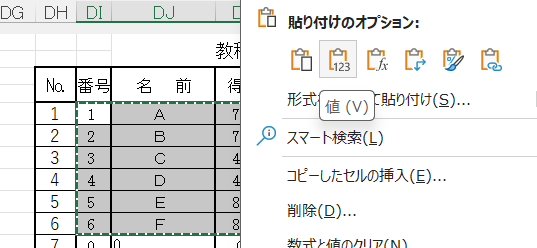 DG DH DI DJ
教科
№ 番号 名 前 得
1 1 A 7
2 2 B 7
3 3 C 4
4 4 D 4
5 5 E 8
6 6 F 8
7 0 0
貼り付けのオプション:
123 fx
形式 て貼り付け(S)...
値 (V)
スマート検索(L)
コピーしたセルの挿入(E)...
削除(D)...
数式と値のクリア(N)